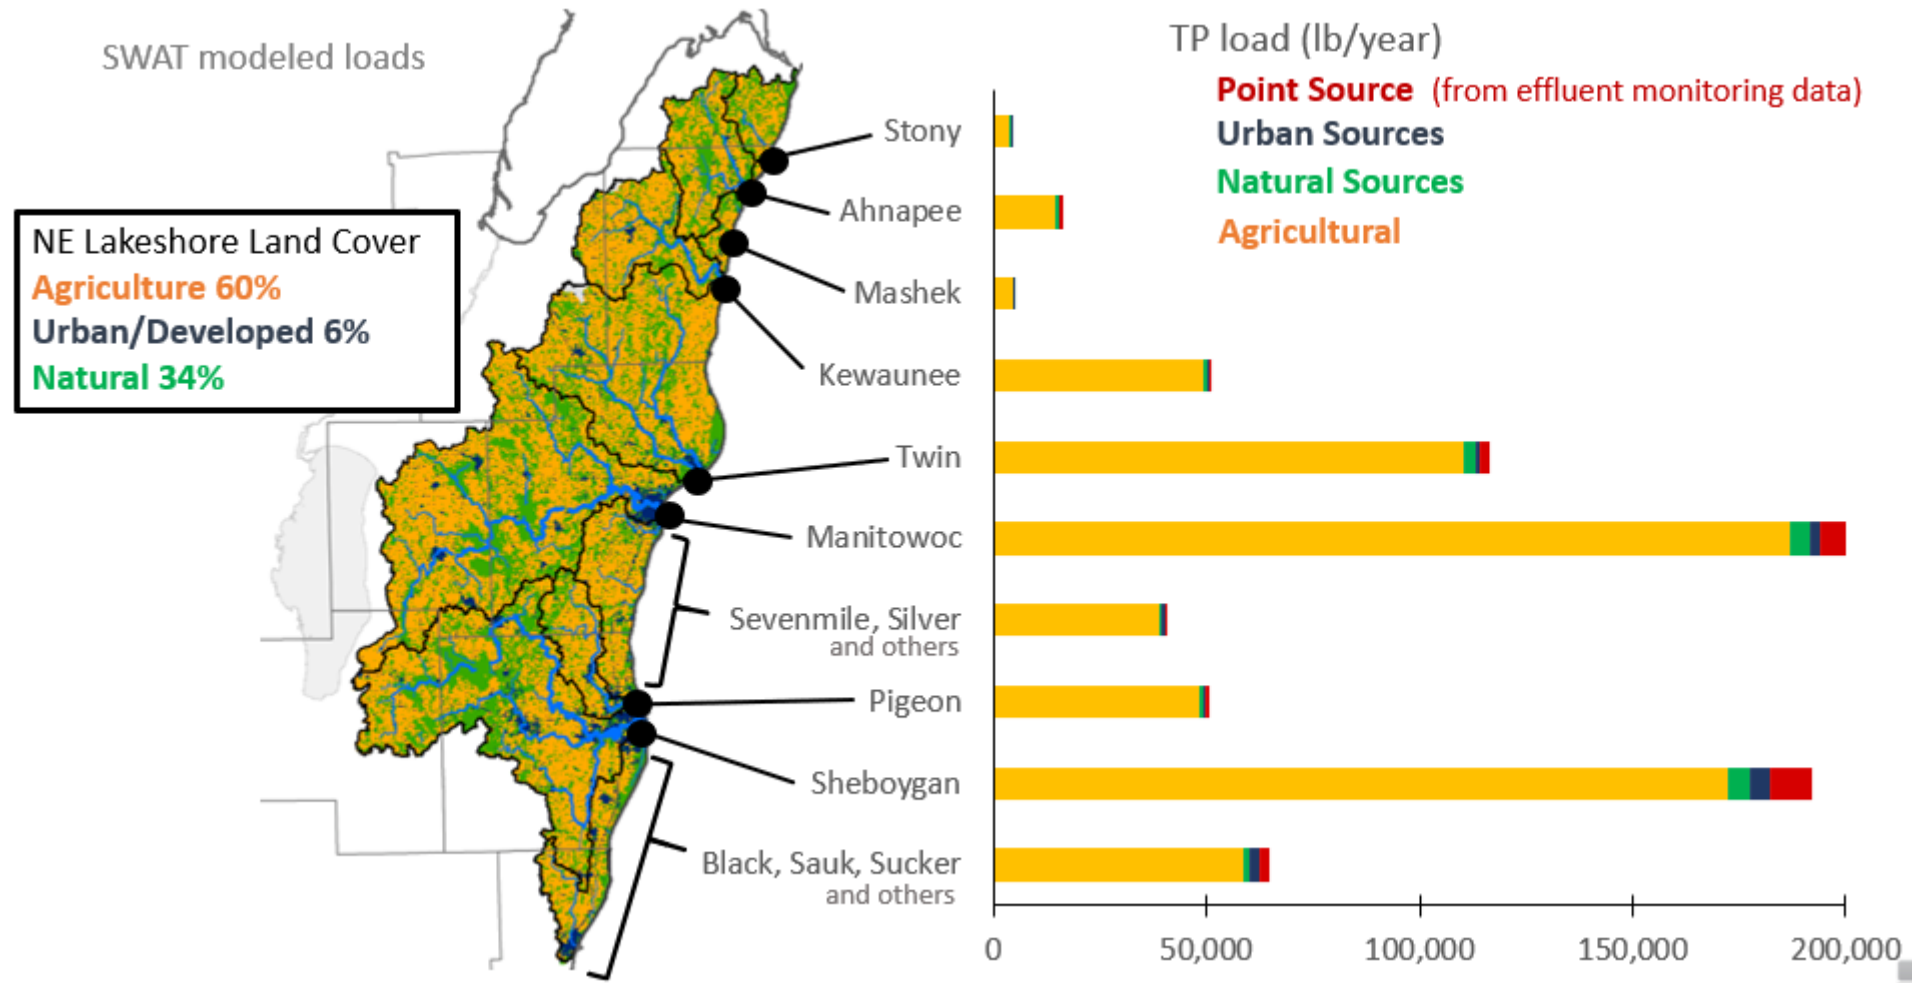 SWAT modeled loads
NE Lakeshore Land Cover
Agriculture 60%
Urban/Developed 6%
Natural 34%
TP load (lb/year)
Point Source (from effluent monitoring data)
Urban Sources
Natural Sources
Agricultural
Stony
Ahnapee
Mashek
Kewaunee
Twin
Manitowoc
Sevenmile, Silver
and others
Pigeon
Sheboygan
Black, Sauk, Sucker
and others
0 50,000 100,000 150,000 200,000